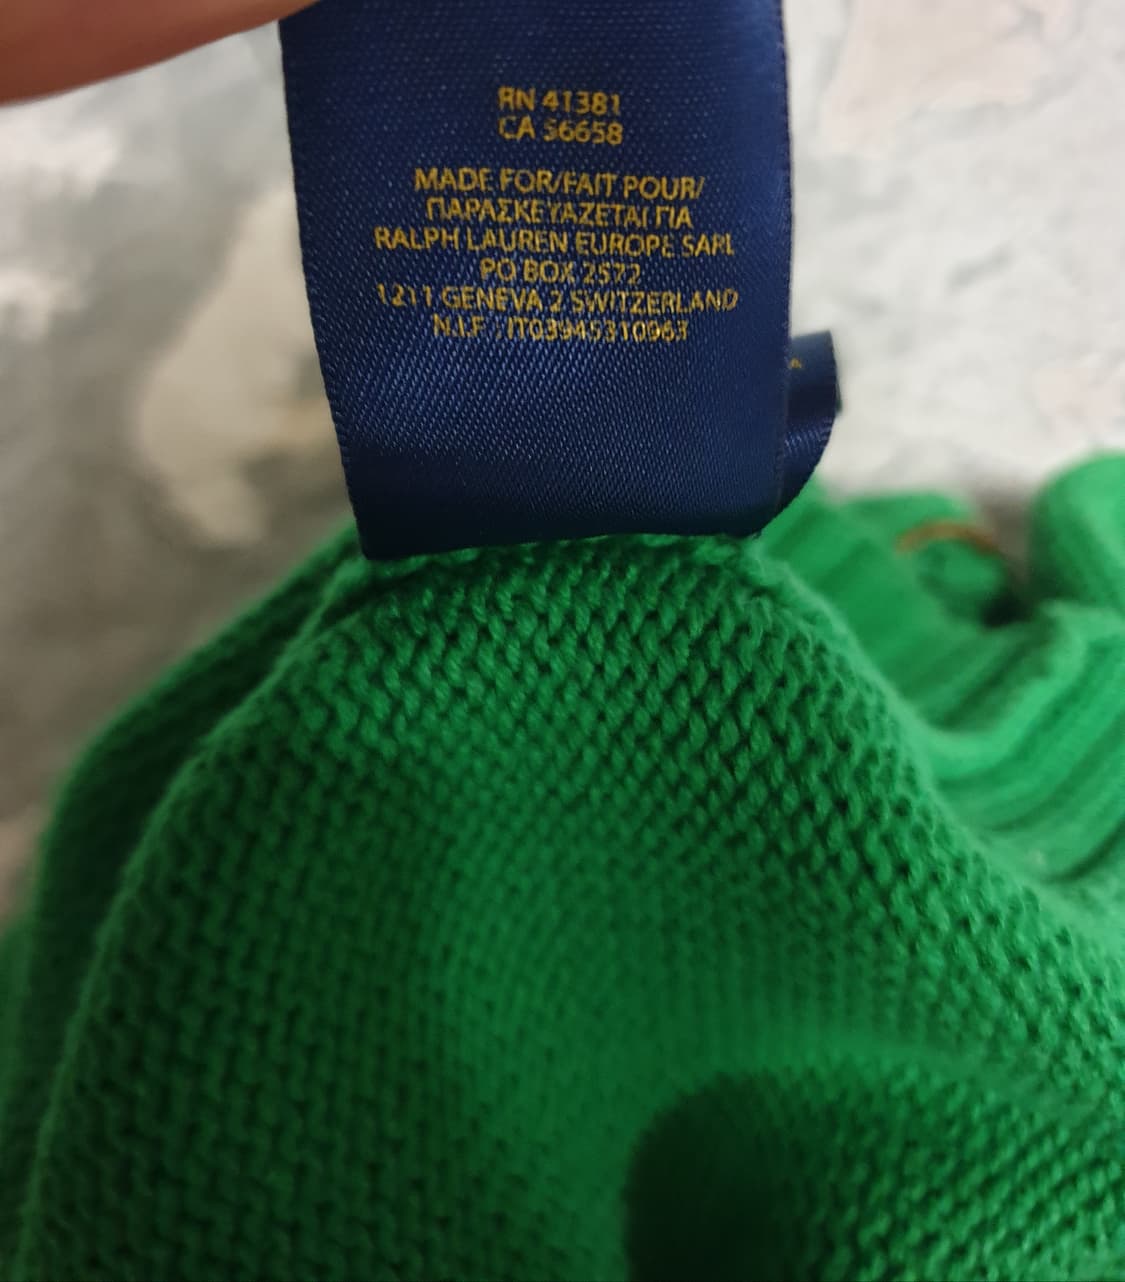 RN 41381
CA 56658
MADE FOR/FAIT POUR/
ΠΑΡΑΣΚΕΥΑΖΕΤΑΙ ΓΙΑ
RALPH LAUREN EUROPE SARL
PO BOX 2572
1211 GENEVA 2 SWITZERLAND
N.I.F : IT03945310963